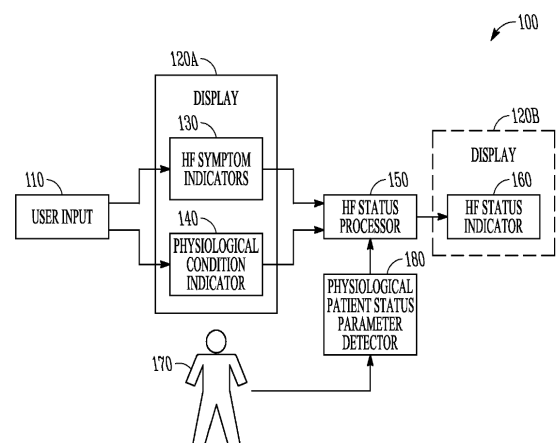 100
120A
DISPLAY
130
HF SYMPTOM
INDICATORS
110
USER INPUT
140
PHYSIOLOGICAL
CONDITION
INDICATOR
150
HF STATUS
PROCESSOR
120B
DISPLAY
160
HF STATUS
INDICATOR
180
PHYSIOLOGICAL
PATIENT STATUS
PARAMETER
DETECTOR
170